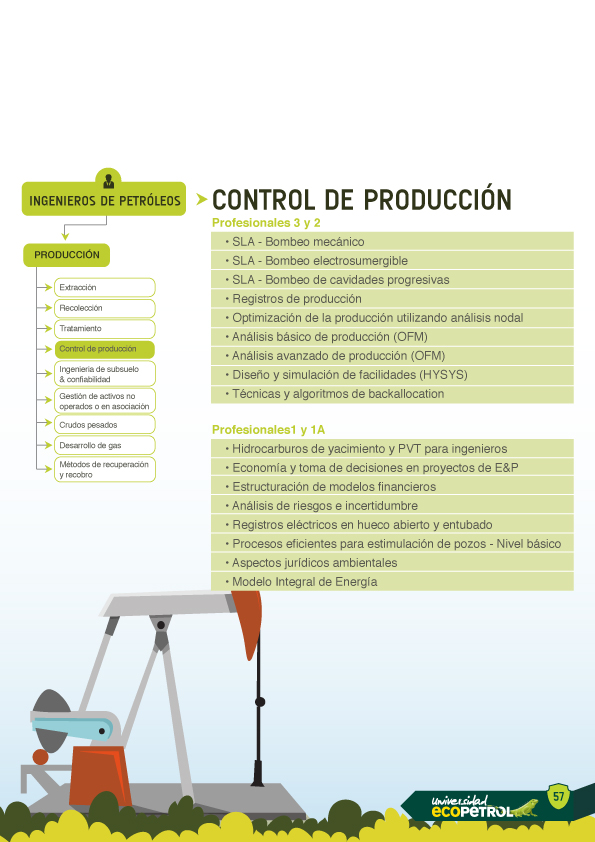 INGENIEROS DE PETRÓLEOS
CONTROL DE PRODUCCIÓN
PRODUCCIÓN
Extracción
Recolección
Tratamiento
Control de producción
Ingenieria de subsuelo
& confiabilidad
Gestión de activos no
operados o en asociación
Crudos pesados
Desarrollo de gas
Métodos de recuperación
y recobro
Profesionales 3 y 2
• SLA - Bombeo mecánico
• SLA - Bombeo electrosumergible
• SLA - Bombeo de cavidades progresivas
• Registros de producción
• Optimización de la producción utilizando análisis nodal
• Análisis básico de producción (OFM)
• Análisis avanzado de producción (OFM)
• Diseño y simulación de facilidades (HYSYS)
• Técnicas y algoritmos de backallocation
Profesionales1 y 1A
• Hidrocarburos de yacimiento y PVT para ingenieros
• Economía y toma de decisiones en proyectos de E&P
• Estructuración de modelos financieros
• Análisis de riesgos e incertidumbre
• Registros eléctricos en hueco abierto y entubado
• Procesos eficientes para estimulación de pozos - Nivel básico
• Aspectos jurídicos ambientales
• Modelo Integral de Energía
Universidad
ECOPETROL
57